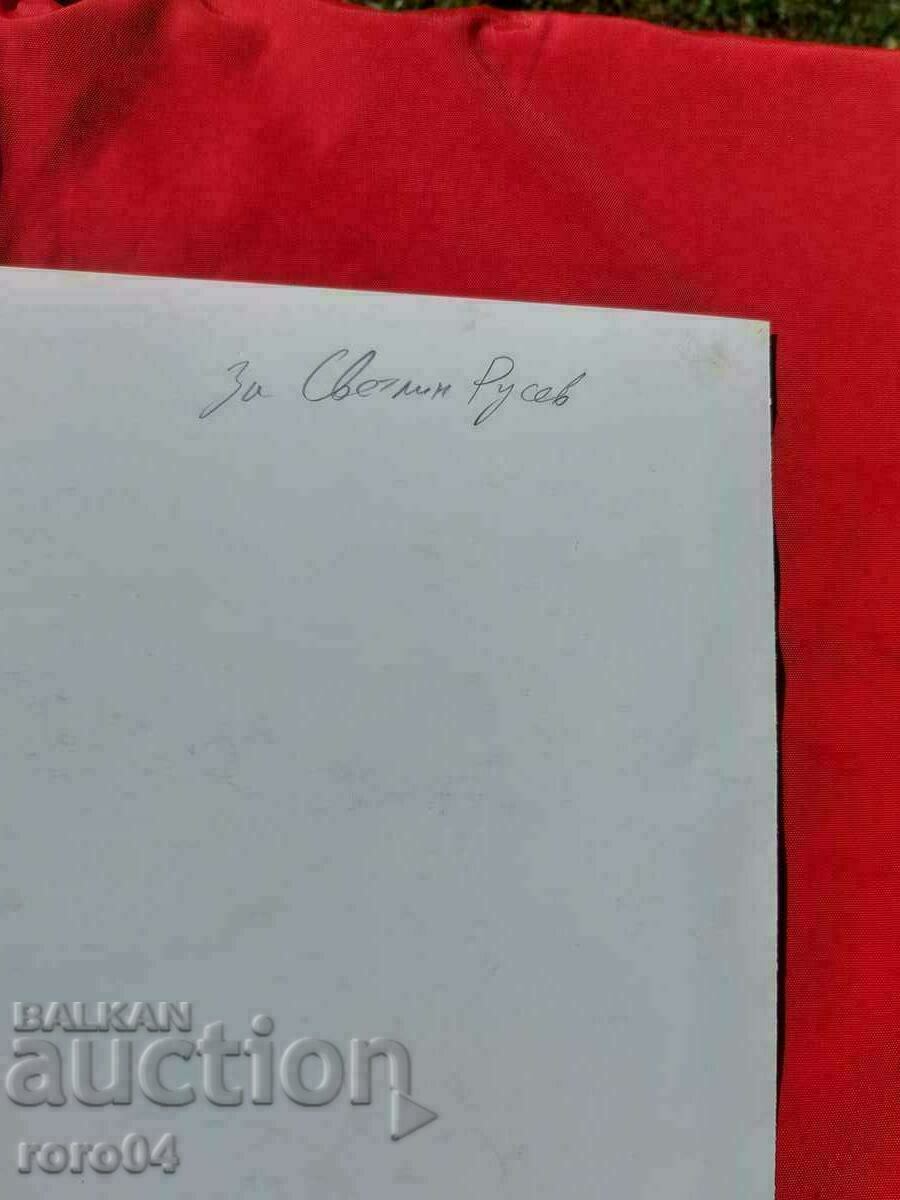 За Светлин Русев
BALKAN
auction
roro04